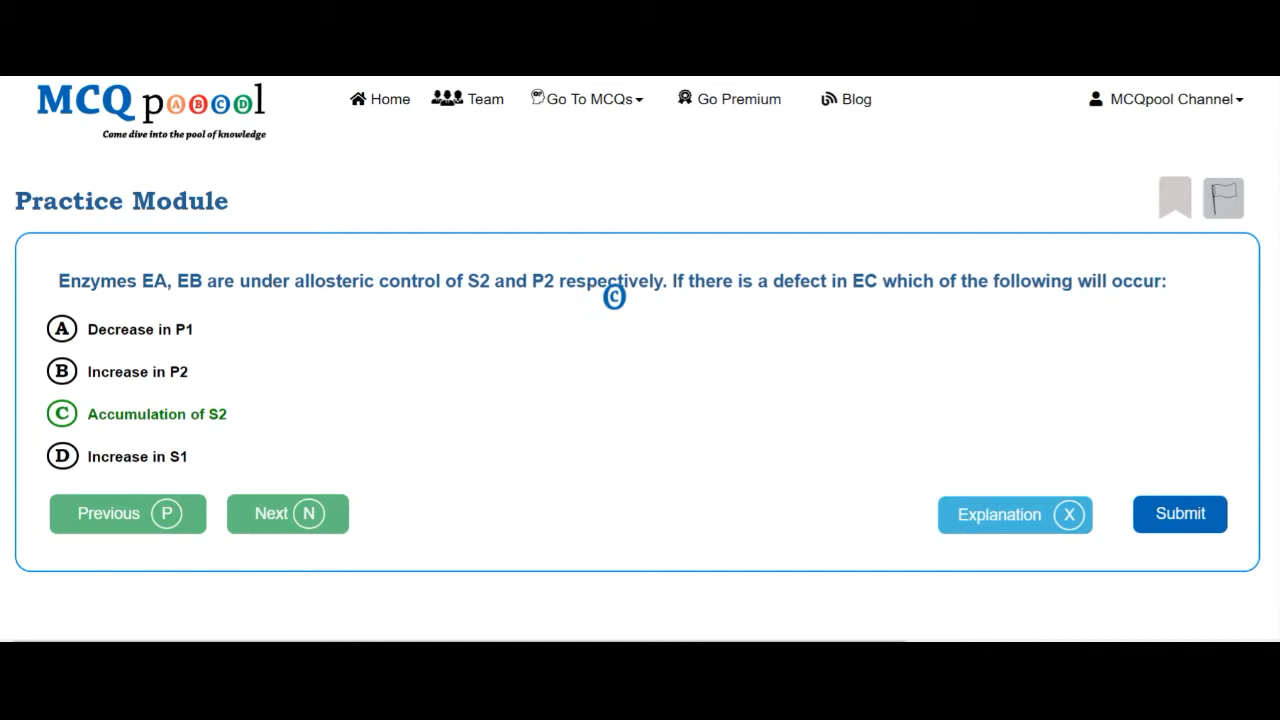 MCQ pABCDl
Come dive into the pool of knowledge
Home Team Go To MCQs Go Premium Blog MCQpool Channel
Practice Module
Enzymes EA, EB are under allosteric control of S2 and P2 respectively. If there is a defect in EC which of the following will occur:
C
A Decrease in P1
B Increase in P2
C Accumulation of S2
D Increase in S1
Previous P Next N Explanation X Submit